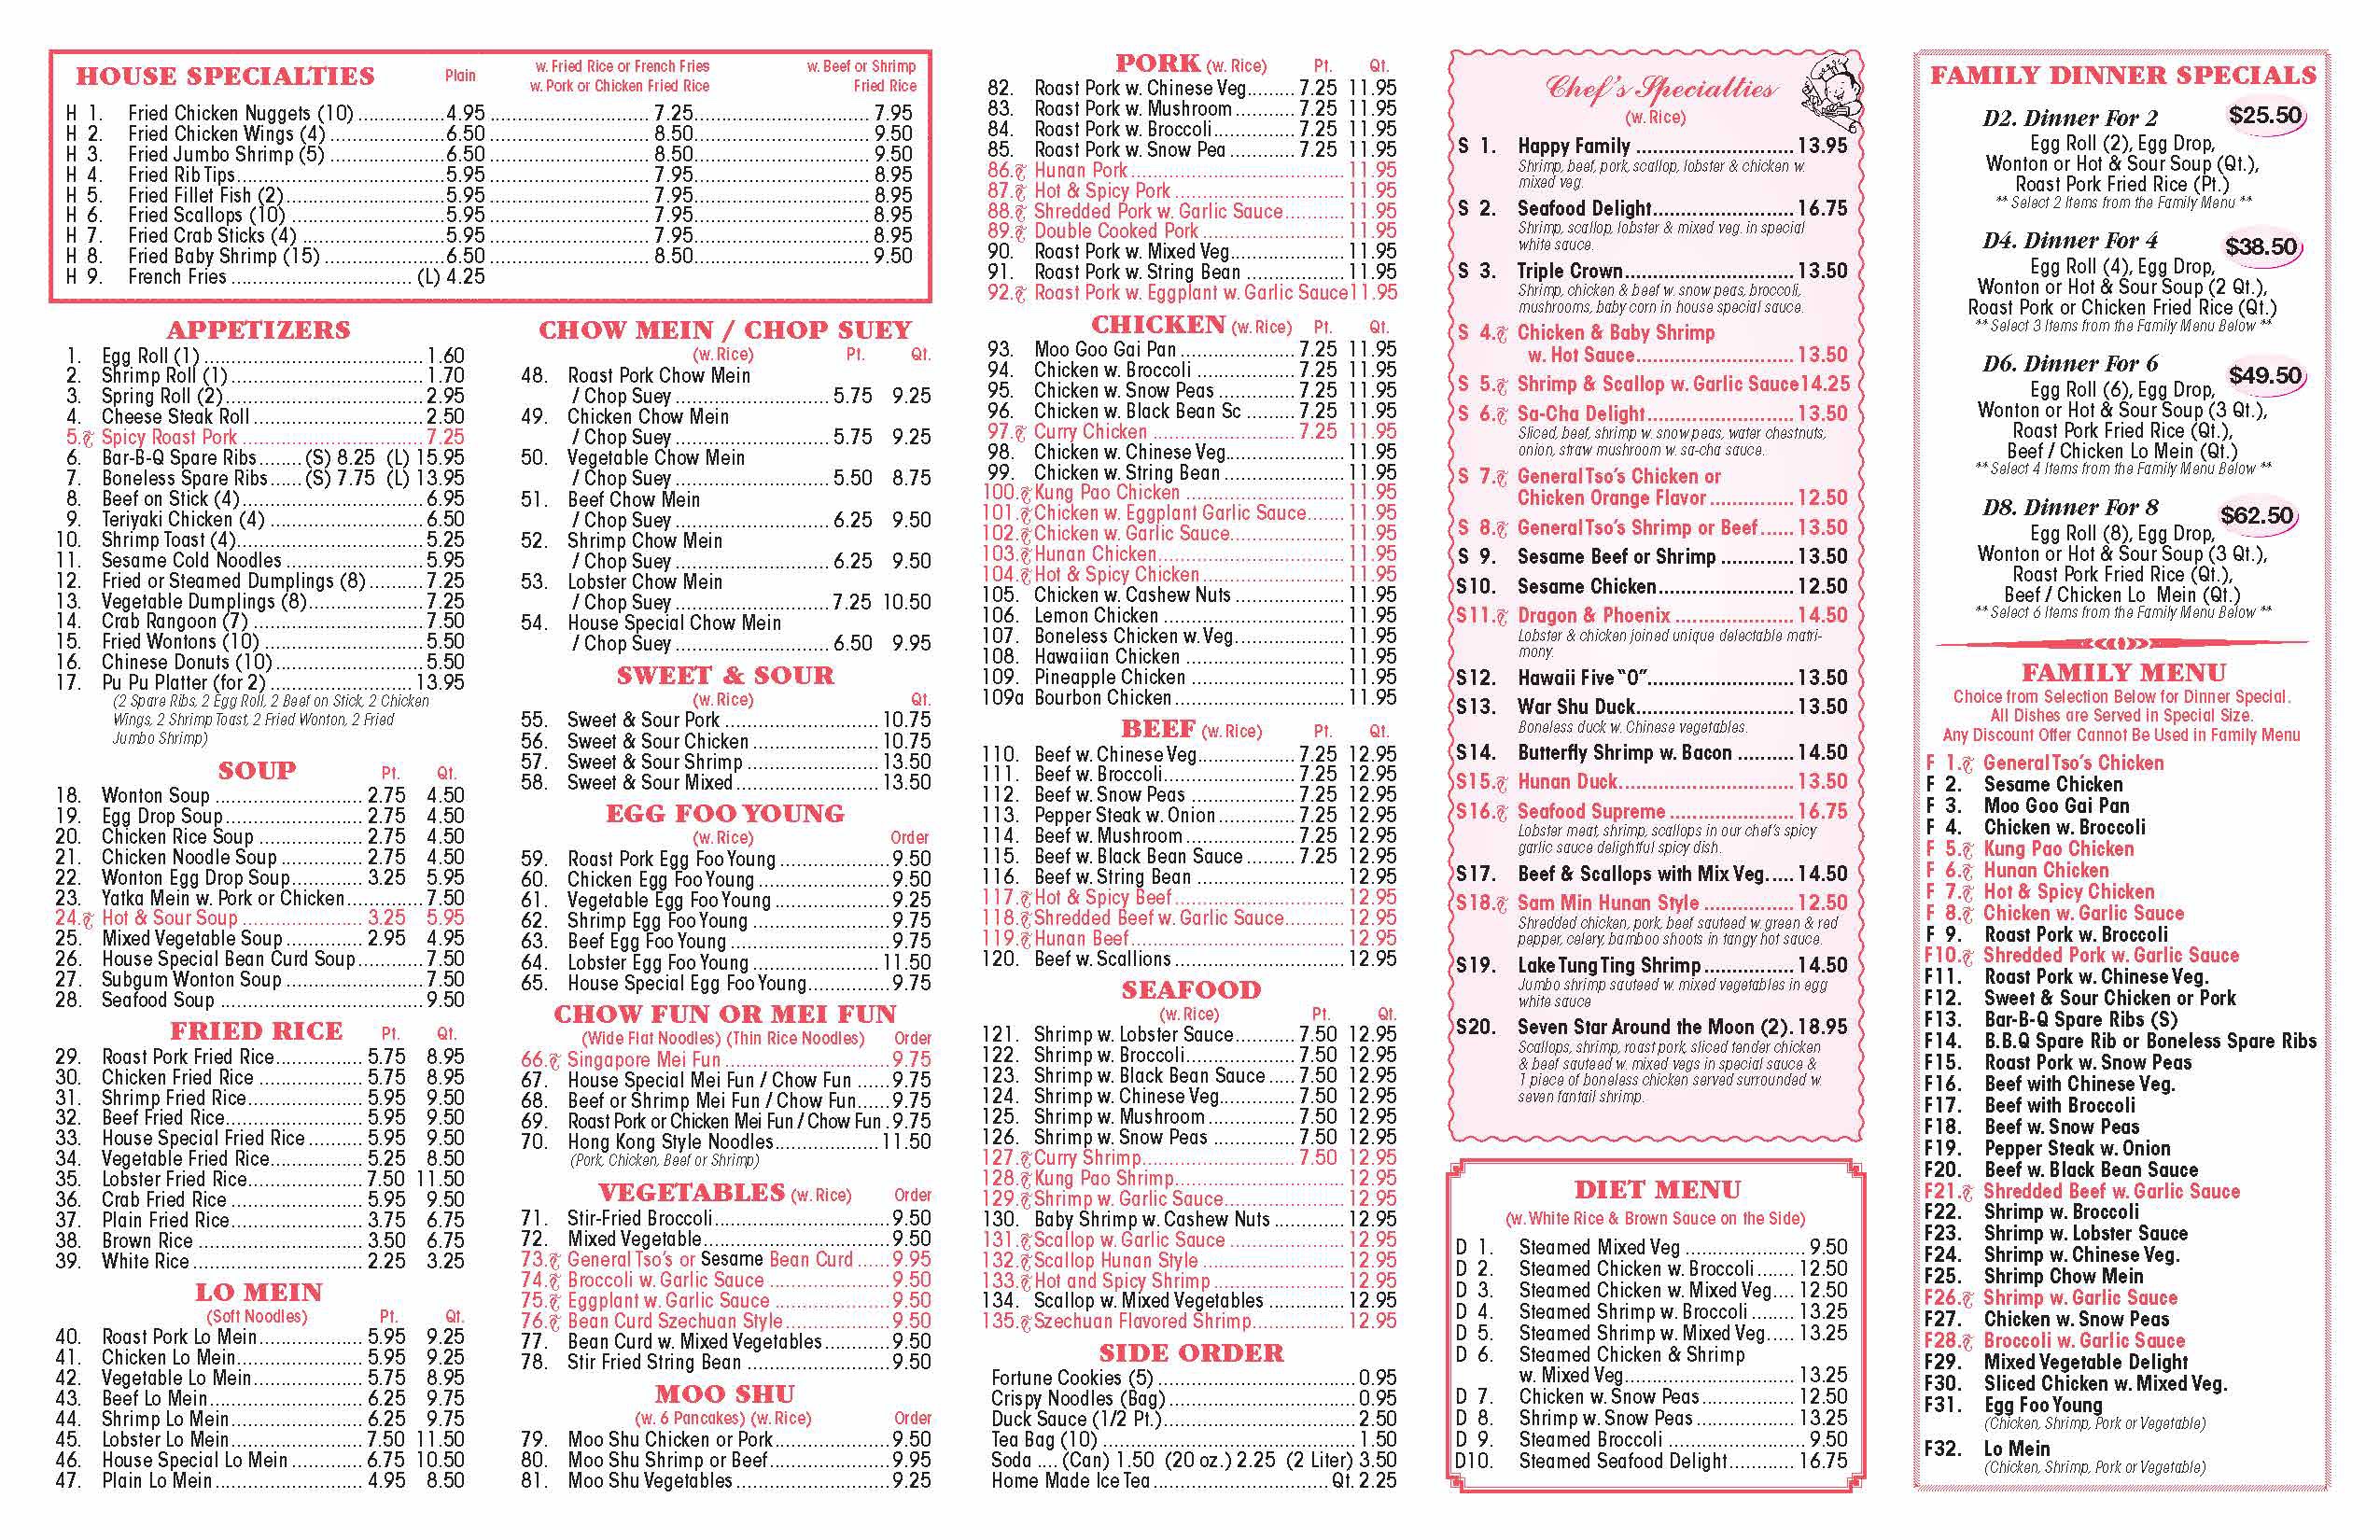 HOUSE SPECIALTIES Plain w. Fried Rice or French Fries w. Beef or Shrimp
w. Pork or Chicken Fried Rice Fried Rice
H 1. Fried Chicken Nuggets (10) 4.95 7.25 7.95
H 2. Fried Chicken Wings (4) 6.50 8.50 9.50
H 3. Fried Jumbo Shrimp (5) 6.50 8.50 9.50
H 4. Fried Rib Tips 5.95 7.95 8.95
H 5. Fried Fillet Fish (2) 5.95 7.95 8.95
H 6. Fried Scallops (10) 5.95 7.95 8.95
H 7. Fried Crab Sticks (4) 5.95 7.95 8.95
H 8. Fried Baby Shrimp (15) 6.50 8.50 9.50
H 9. French Fries (L) 4.25
APPETIZERS
1. Egg Roll (1) 1.60
2. Shrimp Roll (1) 1.70
3. Spring Roll (2) 2.95
4. Cheese Steak Roll 2.50
5. Spicy Roast Pork 7.25
6. Bar-B-Q Spare Ribs (S) 8.25 (L) 15.95
7. Boneless Spare Ribs (S) 7.75 (L) 13.95
8. Beef on Stick (4) 6.95
9. Teriyaki Chicken (4) 6.50
10. Shrimp Toast (4) 5.25
11. Sesame Cold Noodles 5.95
12. Fried or Steamed Dumplings (8) 7.25
13. Vegetable Dumplings (8) 7.25
14. Crab Rangoon (7) 7.50
15. Fried Wontons (10) 5.50
16. Chinese Donuts (10) 5.50
17. Pu Pu Platter (for 2) 13.95
(2 Spare Ribs, 2 Egg Roll, 2 Beef on Stick, 2 Chicken
Wings, 2 Shrimp Toast, 2 Fried Wonton, 2 Fried
Jumbo Shrimp)
SOUP Pt. Qt.
18. Wonton Soup 2.75 4.50
19. Egg Drop Soup 2.75 4.50
20. Chicken Rice Soup 2.75 4.50
21. Chicken Noodle Soup 2.75 4.50
22. Wonton Egg Drop Soup 3.25 5.95
23. Yatka Mein w. Pork or Chicken 7.50
24. Hot & Sour Soup 3.25 5.95
25. Mixed Vegetable Soup 2.95 4.95
26. House Special Bean Curd Soup 7.50
27. Subgum Wonton Soup 7.50
28. Seafood Soup 9.50
FRIED RICE Pt. Qt.
29. Roast Pork Fried Rice 5.75 8.95
30. Chicken Fried Rice 5.75 8.95
31. Shrimp Fried Rice 5.95 9.50
32. Beef Fried Rice 5.95 9.50
33. House Special Fried Rice 5.95 9.50
34. Vegetable Fried Rice 5.25 8.50
35. Lobster Fried Rice 7.50 11.50
36. Crab Fried Rice 5.95 9.50
37. Plain Fried Rice 3.75 6.75
38. Brown Rice 3.50 6.75
39. White Rice 2.25 3.25
LO MEIN
(Soft Noodles) Pt. Qt.
40. Roast Pork Lo Mein 5.95 9.25
41. Chicken Lo Mein 5.95 9.25
42. Vegetable Lo Mein 5.75 8.95
43. Beef Lo Mein 6.25 9.75
44. Shrimp Lo Mein 6.25 9.75
45. Lobster Lo Mein 7.50 11.50
46. House Special Lo Mein 6.75 10.50
47. Plain Lo Mein 4.95 8.50
CHOW MEIN / CHOP SUEY
(w. Rice) Pt. Qt.
48. Roast Pork Chow Mein
/ Chop Suey 5.75 9.25
49. Chicken Chow Mein
/ Chop Suey 5.75 9.25
50. Vegetable Chow Mein
/ Chop Suey 5.50 8.75
51. Beef Chow Mein
/ Chop Suey 6.25 9.50
52. Shrimp Chow Mein
/ Chop Suey 6.25 9.50
53. Lobster Chow Mein
/ Chop Suey 7.25 10.50
54. House Special Chow Mein
/ Chop Suey 6.50 9.95
SWEET & SOUR
(w. Rice) Qt.
55. Sweet & Sour Pork 10.75
56. Sweet & Sour Chicken 10.75
57. Sweet & Sour Shrimp 13.50
58. Sweet & Sour Mixed 13.50
EGG FOO YOUNG
(w. Rice) Order
59. Roast Pork Egg Foo Young 9.50
60. Chicken Egg Foo Young 9.50
61. Vegetable Egg Foo Young 9.25
62. Shrimp Egg Foo Young 9.75
63. Beef Egg Foo Young 9.75
64. Lobster Egg Foo Young 11.50
65. House Special Egg Foo Young 9.75
CHOW FUN OR MEI FUN
(Wide Flat Noodles) (Thin Rice Noodles) Order
66. Singapore Mei Fun 9.75
67. House Special Mei Fun / Chow Fun 9.75
68. Beef or Shrimp Mei Fun / Chow Fun 9.75
69. Roast Pork or Chicken Mei Fun / Chow Fun 9.75
70. Hong Kong Style Noodles 11.50
(Pork, Chicken, Beef or Shrimp)
VEGETABLES (w. Rice) Order
71. Stir-Fried Broccoli 9.50
72. Mixed Vegetable 9.50
73. General Tso's or Sesame Bean Curd 9.95
74. Broccoli w. Garlic Sauce 9.50
75. Eggplant w. Garlic Sauce 9.50
76. Bean Curd Szechuan Style 9.50
77. Bean Curd w. Mixed Vegetables 9.50
78. Stir Fried String Bean 9.50
MOO SHU
(w. 6 Pancakes) (w. Rice) Order
79. Moo Shu Chicken or Pork 9.50
80. Moo Shu Shrimp or Beef 9.95
81. Moo Shu Vegetables 9.25
PORK (w. Rice) Pt. Qt.
82. Roast Pork w. Chinese Veg. 7.25 11.95
83. Roast Pork w. Mushroom 7.25 11.95
84. Roast Pork w. Broccoli 7.25 11.95
85. Roast Pork w. Snow Pea 7.25 11.95
86. Hunan Pork 11.95
87. Hot & Spicy Pork 11.95
88. Shredded Pork w. Garlic Sauce 11.95
89. Double Cooked Pork 11.95
90. Roast Pork w. Mixed Veg. 11.95
91. Roast Pork w. String Bean 11.95
92. Roast Pork w. Eggplant w. Garlic Sauce 11.95
CHICKEN (w. Rice) Pt. Qt.
93. Moo Goo Gai Pan 7.25 11.95
94. Chicken w. Broccoli 7.25 11.95
95. Chicken w. Snow Peas 7.25 11.95
96. Chicken w. Black Bean Sc 7.25 11.95
97. Curry Chicken 7.25 11.95
98. Chicken w. Chinese Veg. 11.95
99. Chicken w. String Bean 11.95
100. Kung Pao Chicken 11.95
101. Chicken w. Eggplant Garlic Sauce 11.95
102. Chicken w. Garlic Sauce 11.95
103. Hunan Chicken 11.95
104. Hot & Spicy Chicken 11.95
105. Chicken w. Cashew Nuts 11.95
106. Lemon Chicken 11.95
107. Boneless Chicken w. Veg. 11.95
108. Hawaiian Chicken 11.95
109. Pineapple Chicken 11.95
109a Bourbon Chicken 11.95
BEEF (w. Rice) Pt. Qt.
110. Beef w. Chinese Veg. 7.25 12.95
111. Beef w. Broccoli 7.25 12.95
112. Beef w. Snow Peas 7.25 12.95
113. Pepper Steak w. Onion 7.25 12.95
114. Beef w. Mushroom 7.25 12.95
115. Beef w. Black Bean Sauce 7.25 12.95
116. Beef w. String Bean 12.95
117. Hot & Spicy Beef 12.95
118. Shredded Beef w. Garlic Sauce 12.95
119. Hunan Beef 12.95
120. Beef w. Scallions 12.95
SEAFOOD
(w. Rice) Pt. Qt.
121. Shrimp w. Lobster Sauce 7.50 12.95
122. Shrimp w. Broccoli 7.50 12.95
123. Shrimp w. Black Bean Sauce 7.50 12.95
124. Shrimp w. Chinese Veg. 7.50 12.95
125. Shrimp w. Mushroom 7.50 12.95
126. Shrimp w. Snow Peas 7.50 12.95
127. Curry Shrimp 7.50 12.95
128. Kung Pao Shrimp 12.95
129. Shrimp w. Garlic Sauce 12.95
130. Baby Shrimp w. Cashew Nuts 12.95
131. Scallop w. Garlic Sauce 12.95
132. Scallop Hunan Style 12.95
133. Hot and Spicy Shrimp 12.95
134. Scallop w. Mixed Vegetables 12.95
135. Szechuan Flavored Shrimp 12.95
SIDE ORDER
Fortune Cookies (5) 0.95
Crispy Noodles (Bag) 0.95
Duck Sauce (1/2 Pt.) 2.50
Tea Bag (10) 1.50
Soda .... (Can) 1.50 (20 oz.) 2.25 (2 Liter) 3.50
Home Made Ice Tea Qt. 2.25
Chef's Specialties
(w. Rice)
S 1. Happy Family 13.95
Shrimp, beef, pork, scallop, lobster & chicken w.
mixed veg.
S 2. Seafood Delight 16.75
Shrimp, scallop, lobster & mixed veg. in special
white sauce.
S 3. Triple Crown 13.50
Shrimp, chicken & beef w. snow peas, broccoli,
mushrooms, baby corn in house special sauce.
S 4. Chicken & Baby Shrimp
w. Hot Sauce 13.50
S 5. Shrimp & Scallop w. Garlic Sauce 14.25
S 6. Sa-Cha Delight 13.50
Sliced, beef, shrimp w. snow peas, water chestnuts,
onion, straw mushroom w. sa-cha sauce.
S 7. General Tso's Chicken or
Chicken Orange Flavor 12.50
S 8. General Tso's Shrimp or Beef 13.50
S 9. Sesame Beef or Shrimp 13.50
S10. Sesame Chicken 12.50
S11. Dragon & Phoenix 14.50
Lobster & chicken joined unique delectable matri-
mony.
S12. Hawaii Five "O" 13.50
S13. War Shu Duck 13.50
Boneless duck w. Chinese vegetables.
S14. Butterfly Shrimp w. Bacon 14.50
S15. Hunan Duck 13.50
S16. Seafood Supreme 16.75
Lobster meat, shrimp, scallops in our chef's spicy
garlic sauce delightful spicy dish.
S17. Beef & Scallops with Mix Veg. 14.50
S18. Sam Min Hunan Style 12.50
Shredded chicken, pork, beef sauteed w. green & red
pepper, celery, bamboo shoots in tangy hot sauce.
S19. Lake Tung Ting Shrimp 14.50
Jumbo shrimp sauteed w. mixed vegetables in egg
white sauce
S20. Seven Star Around the Moon (2) 18.95
Scallops, shrimp, roast pork, sliced tender chicken
& beef sauteed w. mixed vegs in special sauce &
1 piece of boneless chicken served surrounded w.
seven fantail shrimp.
DIET MENU
(w. White Rice & Brown Sauce on the Side)
D 1. Steamed Mixed Veg 9.50
D 2. Steamed Chicken w. Broccoli 12.50
D 3. Steamed Chicken w. Mixed Veg 12.50
D 4. Steamed Shrimp w. Broccoli 13.25
D 5. Steamed Shrimp w. Mixed Veg 13.25
D 6. Steamed Chicken & Shrimp
w. Mixed Veg 13.25
D 7. Chicken w. Snow Peas 12.50
D 8. Shrimp w. Snow Peas 13.25
D 9. Steamed Broccoli 9.50
D10. Steamed Seafood Delight 16.75
FAMILY DINNER SPECIALS
D2. Dinner For 2 $25.50
Egg Roll (2), Egg Drop,
Wonton or Hot & Sour Soup (Qt.),
Roast Pork Fried Rice (Pt.)
** Select 2 Items from the Family Menu **
D4. Dinner For 4 $38.50
Egg Roll (4), Egg Drop,
Wonton or Hot & Sour Soup (2 Qt.),
Roast Pork or Chicken Fried Rice (Qt.)
** Select 3 Items from the Family Menu Below **
D6. Dinner For 6 $49.50
Egg Roll (6), Egg Drop,
Wonton or Hot & Sour Soup (3 Qt.),
Roast Pork Fried Rice (Qt.),
Beef / Chicken Lo Mein (Qt.)
** Select 4 Items from the Family Menu Below **
D8. Dinner For 8 $62.50
Egg Roll (8), Egg Drop,
Wonton or Hot & Sour Soup (3 Qt.),
Roast Pork Fried Rice (Qt.),
Beef / Chicken Lo Mein (Qt.)
** Select 6 Items from the Family Menu Below **
FAMILY MENU
Choice from Selection Below for Dinner Special.
All Dishes are Served in Special Size.
Any Discount Offer Cannot Be Used in Family Menu
F 1. General Tso's Chicken
F 2. Sesame Chicken
F 3. Moo Goo Gai Pan
F 4. Chicken w. Broccoli
F 5. Kung Pao Chicken
F 6. Hunan Chicken
F 7. Hot & Spicy Chicken
F 8. Chicken w. Garlic Sauce
F 9. Roast Pork w. Broccoli
F10. Shredded Pork w. Garlic Sauce
F11. Roast Pork w. Chinese Veg.
F12. Sweet & Sour Chicken or Pork
F13. Bar-B-Q Spare Ribs (S)
F14. B.B.Q Spare Rib or Boneless Spare Ribs
F15. Roast Pork w. Snow Peas
F16. Beef with Chinese Veg.
F17. Beef with Broccoli
F18. Beef w. Snow Peas
F19. Pepper Steak w. Onion
F20. Beef w. Black Bean Sauce
F21. Shredded Beef w. Garlic Sauce
F22. Shrimp w. Broccoli
F23. Shrimp w. Lobster Sauce
F24. Shrimp w. Chinese Veg.
F25. Shrimp Chow Mein
F26. Shrimp w. Garlic Sauce
F27. Chicken w. Snow Peas
F28. Broccoli w. Garlic Sauce
F29. Mixed Vegetable Delight
F30. Sliced Chicken w. Mixed Veg.
F31. Egg Foo Young
(Chicken, Shrimp, Pork or Vegetable)
F32. Lo Mein
(Chicken, Shrimp, Pork or Vegetable)